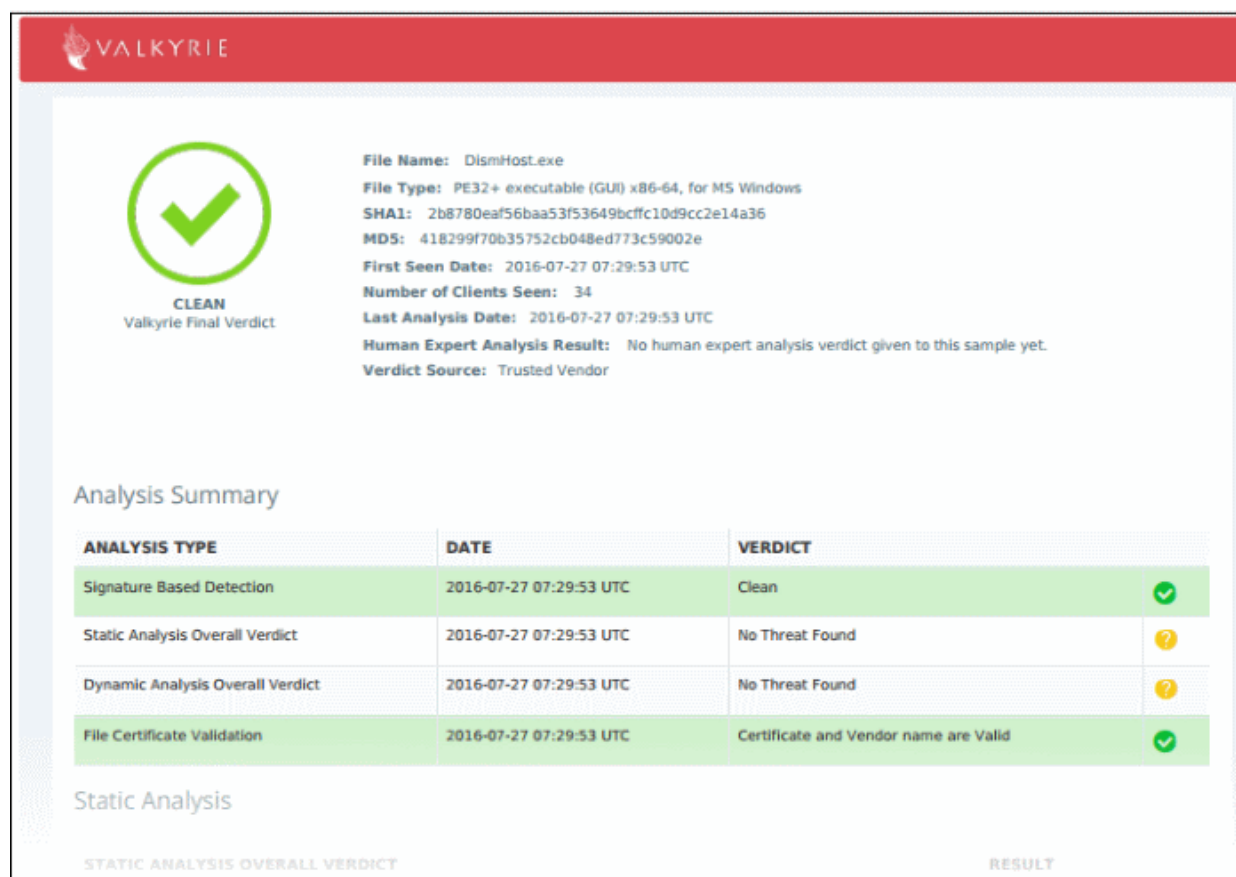 VALKYRIE
File Name: DismHost.exe
File Type: PE32+ executable (GUI) x86-64, for MS Windows
SHA1: 2b8780eaf56baa53f53649bcffc10d9cc2e14a36
MD5: 418299f70b35752cb048ed773c59002e
First Seen Date: 2016-07-27 07:29:53 UTC
Number of Clients Seen: 34
Last Analysis Date: 2016-07-27 07:29:53 UTC
Human Expert Analysis Result: No human expert analysis verdict given to this sample yet.
Verdict Source: Trusted Vendor
CLEAN
Valkyrie Final Verdict
Analysis Summary
ANALYSIS TYPE DATE VERDICT
Signature Based Detection 2016-07-27 07:29:53 UTC Clean
Static Analysis Overall Verdict 2016-07-27 07:29:53 UTC No Threat Found ?
Dynamic Analysis Overall Verdict 2016-07-27 07:29:53 UTC No Threat Found ?
File Certificate Validation 2016-07-27 07:29:53 UTC Certificate and Vendor name are Valid
Static Analysis
STATIC ANALYSIS OVERALL VERDICT RESULT